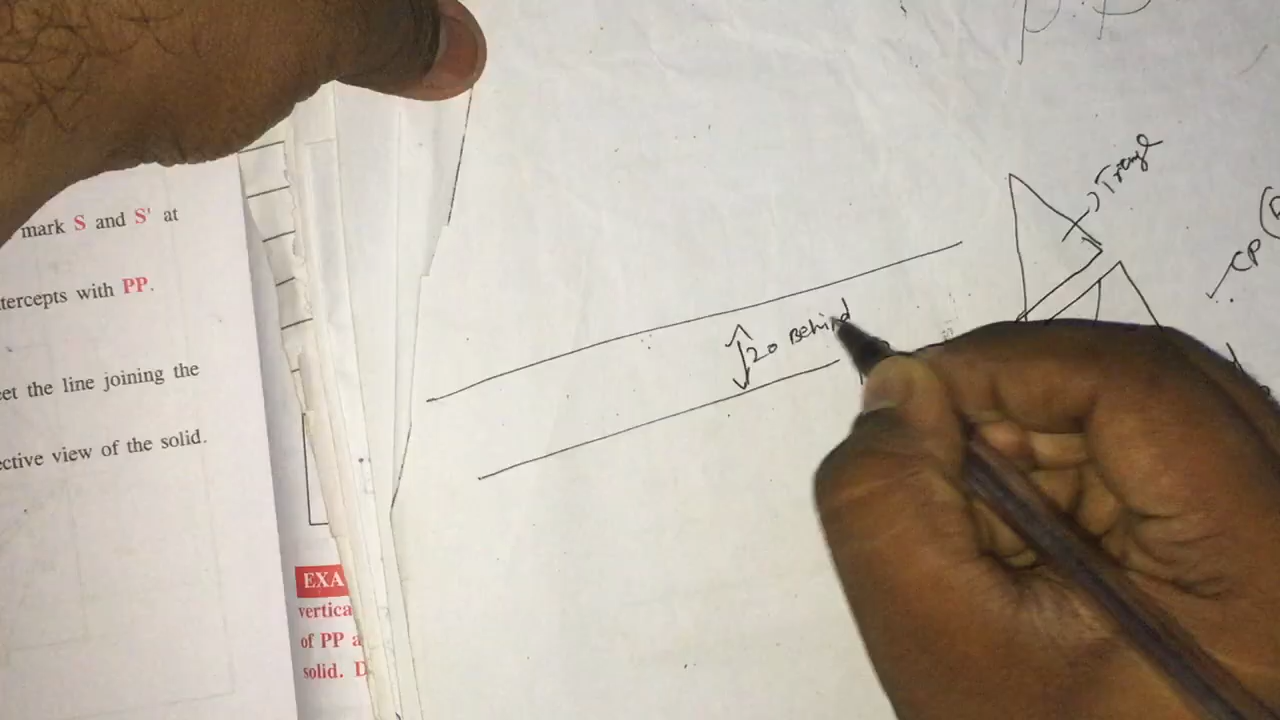 mark S and S' at
tercepts with PP.
eet the line joining the
ective view of the solid.
EXA
vertica
of PP a
solid. D
20 Behind
P.P
CP